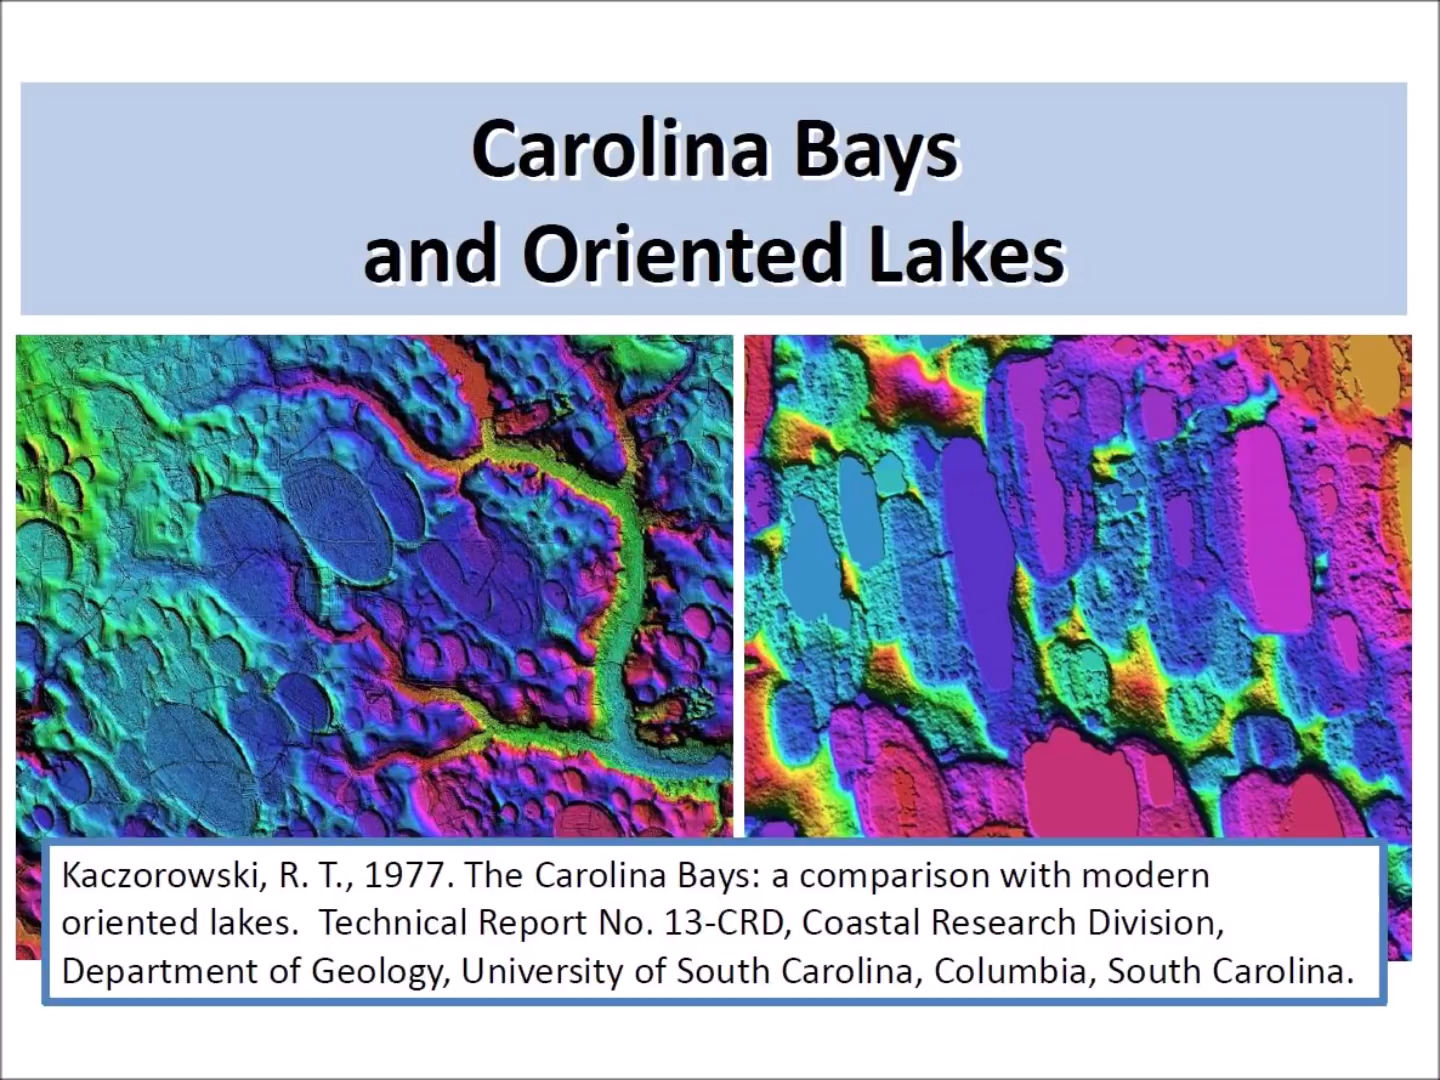 Carolina Bays
and Oriented Lakes
Kaczorowski, R. T., 1977. The Carolina Bays: a comparison with modern
oriented lakes.  Technical Report No. 13-CRD, Coastal Research Division,
Department of Geology, University of South Carolina, Columbia, South Carolina.